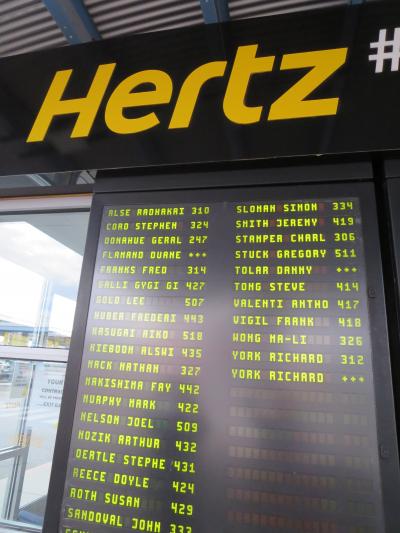 Hertz
#
ALSE RADHAKAI 310
CORD STEPHEN 324
DONAHUE GERAL 247
FLAMAND DUANE ***
FRANKS FRED 314
GALLI GYGI GI 427
GOLD LEE 507
HUBER FREDERI 443
KASUGAI AIKO 518
KIEBOOM ALSWI 435
MACK NATHAN 327
MAKISHIMA FAY 442
MURPHY MARK 422
NELSON JOEL 509
NOZIK ARTHUR 432
OERTLE STEPHE 431
REECE DOYLE 424
ROTH SUSAN 429
SANDOVAL JOHN 333
SLOMAN SIMON 334
SMITH JEREMY 419
STAMPER CHARL 306
STUCK GREGORY 511
TOLAR DANNY ***
TONG STEVE 414
VALENTI ANTHO 417
VIGIL FRANK 418
WONG MA-LI 326
YORK RICHARD 312
YORK RICHARD ***
YOUR